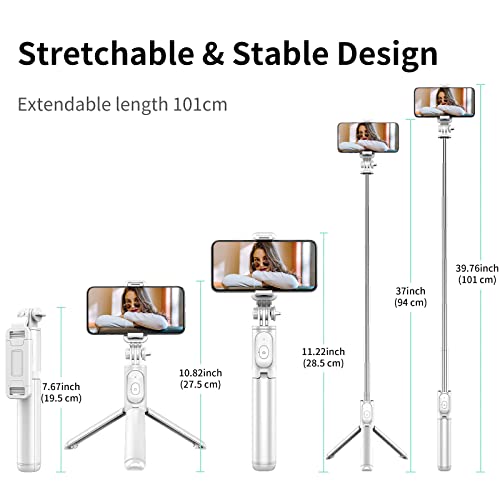 Stretchable & Stable Design
Extendable length 101cm
7.67inch
(19.5 cm)
10.82inch
(27.5 cm)
11.22inch
(28.5 cm)
37inch
(94 cm)
39.76inch
(101 cm)